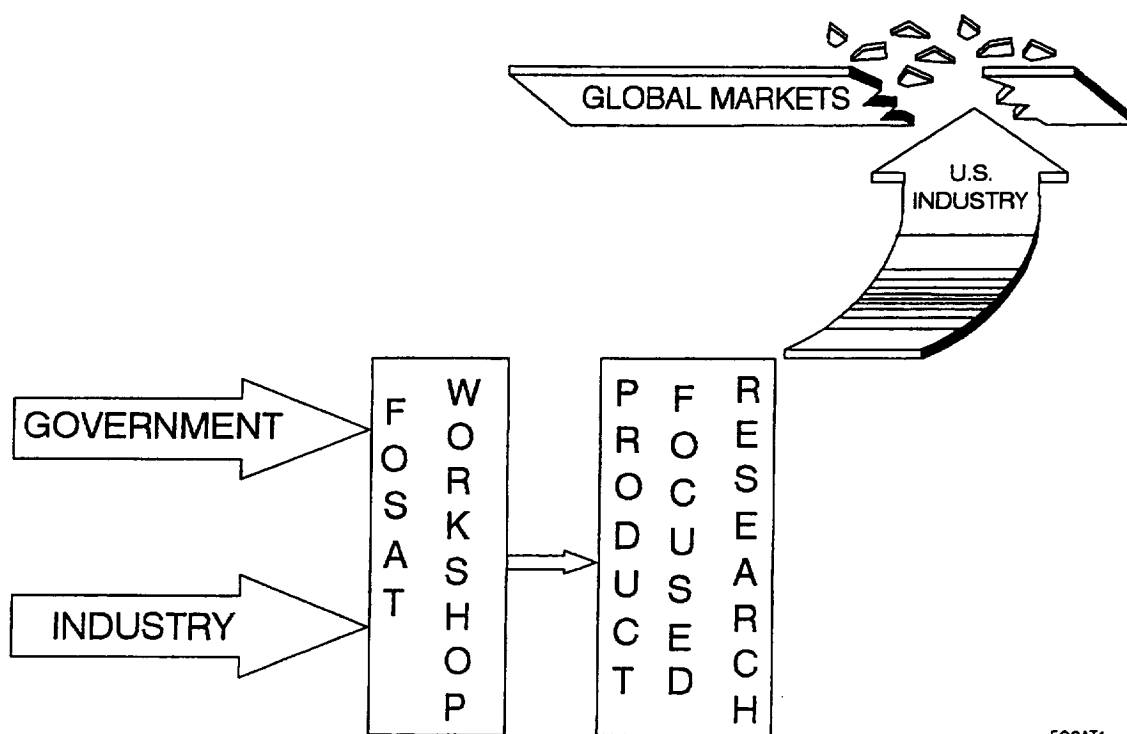 GLOBAL MARKETS
U.S.
INDUSTRY
GOVERNMENT
INDUSTRY
FOSAT
WORKSHOP
PRODUCT
FOCUSED
RESEARCH